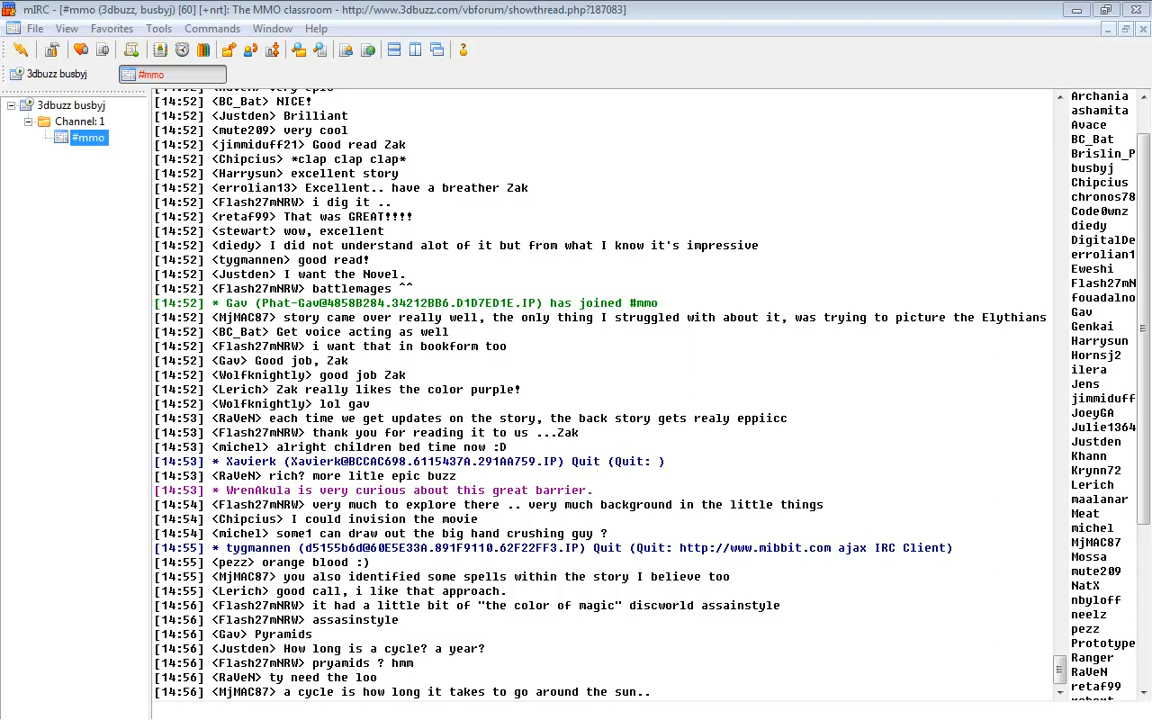 mIRC - [#mmo (3dbuzz, busbyj) [60] [+nrt]: The MMO classroom - http://www.3dbuzz.com/vbforum/showthread.php?187083]
File View Favorites Tools Commands Window Help
3dbuzz busbyj #mmo
3dbuzz busbyj
Channel: 1
#mmo
[14:52] <BC_Bat> NICE!
[14:52] <Justden> Brilliant
[14:52] <mute209> very cool
[14:52] <jimmiduff21> Good read Zak
[14:52] <Chipcius> *clap clap clap*
[14:52] <Harrysun> excellent story
[14:52] <errolian13> Excellent.. have a breather Zak
[14:52] <Flash27mNRW> i dig it ..
[14:52] <retaf99> That was GREAT!!!!
[14:52] <stewart> wow, excellent
[14:52] <diedy> I did not understand alot of it but from what I know it's impressive
[14:52] <tygmannen> good read!
[14:52] <Justden> I want the Novel.
[14:52] <Flash27mNRW> battlemages ^^
[14:52] * Gav (Phat-Gav@4858B284.34212BB6.D1D7ED1E.IP) has joined #mmo
[14:52] <MjMAC87> story came over really well, the only thing I struggled with about it, was trying to picture the Elythians
[14:52] <BC_Bat> Get voice acting as well
[14:52] <Flash27mNRW> i want that in bookform too
[14:52] <Gav> Good job, Zak
[14:52] <Wolfknightly> good job Zak
[14:52] <Lerich> Zak really likes the color purple!
[14:52] <Wolfknightly> lol gav
[14:53] <RaVeN> each time we get updates on the story, the back story gets realy eppiicc
[14:53] <Flash27mNRW> thank you for reading it to us ...Zak
[14:53] <michel> alright children bed time now :D
[14:53] * Xavierk (Xavierk@BCCAC698.6115437A.291AA759.IP) Quit (Quit: )
[14:53] <RaVeN> rich? more litle epic buzz
[14:53] * WrenAkula is very curious about this great barrier.
[14:54] <Flash27mNRW> very much to explore there .. very much background in the little things
[14:54] <Chipcius> I could invision the movie
[14:54] <michel> some1 can draw out the big hand crushing guy ?
[14:55] * tygmannen (d5155b6d@60E5E33A.891F9110.62F22FF3.IP) Quit (Quit: http://www.mibbit.com ajax IRC Client)
[14:55] <pezz> orange blood :)
[14:55] <MjMAC87> you also identified some spells within the story I believe too
[14:55] <Lerich> good call, i like that approach.
[14:56] <Flash27mNRW> it had a little bit of "the color of magic" discworld assainstyle
[14:56] <Flash27mNRW> assasinstyle
[14:56] <Gav> Pyramids
[14:56] <Justden> How long is a cycle? a year?
[14:56] <Flash27mNRW> pryamids ? hmm
[14:56] <RaVeN> ty need the loo
[14:56] <MjMAC87> a cycle is how long it takes to go around the sun..
Archania
ashamita
Avace
BC_Bat
Brislin_P
busbyj
Chipcius
chronos78
Code0wnz
diedy
DigitalDe
errolian1
Eweshi
Flash27mN
fouadalno
Gav
Genkai
Harrysun
Hornsj2
ilera
Jens
jimmiduff
JoeyGA
Julie1364
Justden
Khann
Krynn72
Lerich
maalanar
Meat
michel
MjMAC87
Mossa
mute209
NatX
nbyloff
neelz
pezz
Prototype
Ranger
RaVeN
retaf99